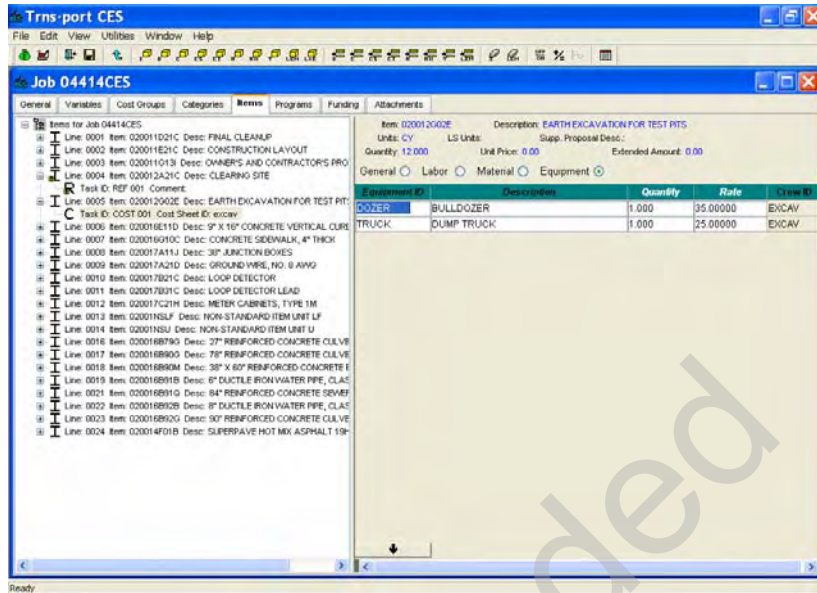 Trns·port CES
File Edit View Utilities Window Help
Job 04414CES
General Variables Cost Groups Categories Items Programs Funding Attachments
Items for Job 04414CES
Line: 0001 Item: 020011D21C Desc: FINAL CLEANUP
Line: 0002 Item: 020011E21C Desc: CONSTRUCTION LAYOUT
Line: 0003 Item: 020011G13I Desc: OWNER'S AND CONTRACTOR'S PRO
Line: 0004 Item: 020012A21C Desc: CLEARING SITE
R Task ID: REF 001 Comment:
Line: 0005 Item: 020012G02E Desc: EARTH EXCAVATION FOR TEST PIT:
C Task ID: COST 001 Cost Sheet ID: excav
Line: 0006 Item: 020016E11D Desc: 9" X 16" CONCRETE VERTICAL CURE
Line: 0007 Item: 020016G10C Desc: CONCRETE SIDEWALK, 4" THICK
Line: 0008 Item: 020017A11J Desc: 38" JUNCTION BOXES
Line: 0009 Item: 020017A21D Desc: GROUND WIRE, NO. 8 AWG
Line: 0010 Item: 020017B21C Desc: LOOP DETECTOR
Line: 0011 Item: 020017B31C Desc: LOOP DETECTOR LEAD
Line: 0012 Item: 020017C21H Desc: METER CABINETS, TYPE 1M
Line: 0013 Item: 02001NSLF Desc: NON-STANDARD ITEM UNIT LF
Line: 0014 Item: 02001NSU Desc: NON-STANDARD ITEM UNIT U
Line: 0016 Item: 020016B79G Desc: 27" REINFORCED CONCRETE CULVE
Line: 0017 Item: 020016B90G Desc: 78" REINFORCED CONCRETE CULVE
Line: 0018 Item: 020016B90M Desc: 38" X 60" REINFORCED CONCRETE E
Line: 0019 Item: 020016B91B Desc: 6" DUCTILE IRON WATER PIPE, CLAS
Line: 0021 Item: 020016B91G Desc: 84" REINFORCED CONCRETE SEWER
Line: 0022 Item: 020016B92B Desc: 8" DUCTILE IRON WATER PIPE, CLAS
Line: 0023 Item: 020016B92G Desc: 90" REINFORCED CONCRETE CULVE
Line: 0024 Item: 020014F01B Desc: SUPERPAVE HOT MIX ASPHALT 19
Item: 020012G02E Description: EARTH EXCAVATION FOR TEST PITS
Units: CY LS Units: Supp. Proposal Desc.:
Quantity: 12.000 Unit Price: 0.00 Extended Amount: 0.00
General Labor Material Equipment
Equipment ID Description Quantity Rate Crew ID
DOZER BULLDOZER 1.000 35.00000 EXCAV
TRUCK DUMP TRUCK 1.000 25.00000 EXCAV
Ready
ded